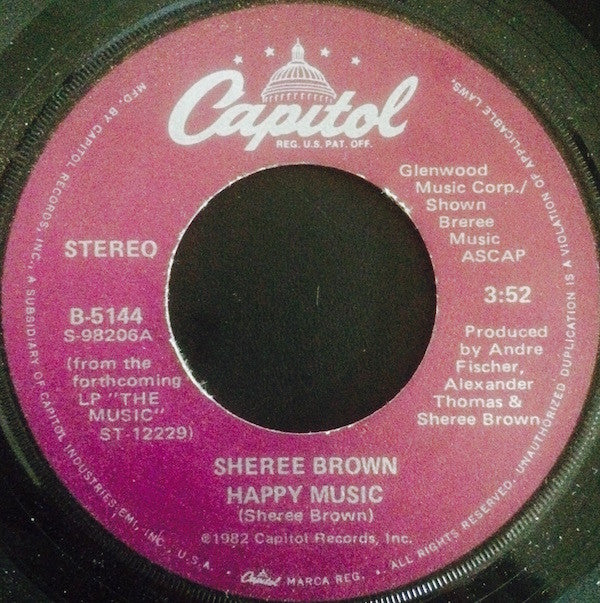 Capitol
REG. U.S. PAT. OFF.
STEREO
B-5144
S-98206A
(from the
forthcoming
LP "THE
MUSIC"
ST-12229)
Glenwood
Music Corp./
Shown
Breree
Music
ASCAP
3:52
Produced
by Andre
Fischer,
Alexander
Thomas &
Sheree Brown
SHEREE BROWN
HAPPY MUSIC
(Sheree Brown)
©1982 Capitol Records, Inc.
MFD. BY CAPITOL RECORDS, INC., A SUBSIDIARY OF CAPITOL INDUSTRIES-EMI, INC., U.S.A. • Capitol MARCA REG. • ALL RIGHTS RESERVED. UNAUTHORIZED DUPLICATION IS A VIOLATION OF APPLICABLE LAWS.